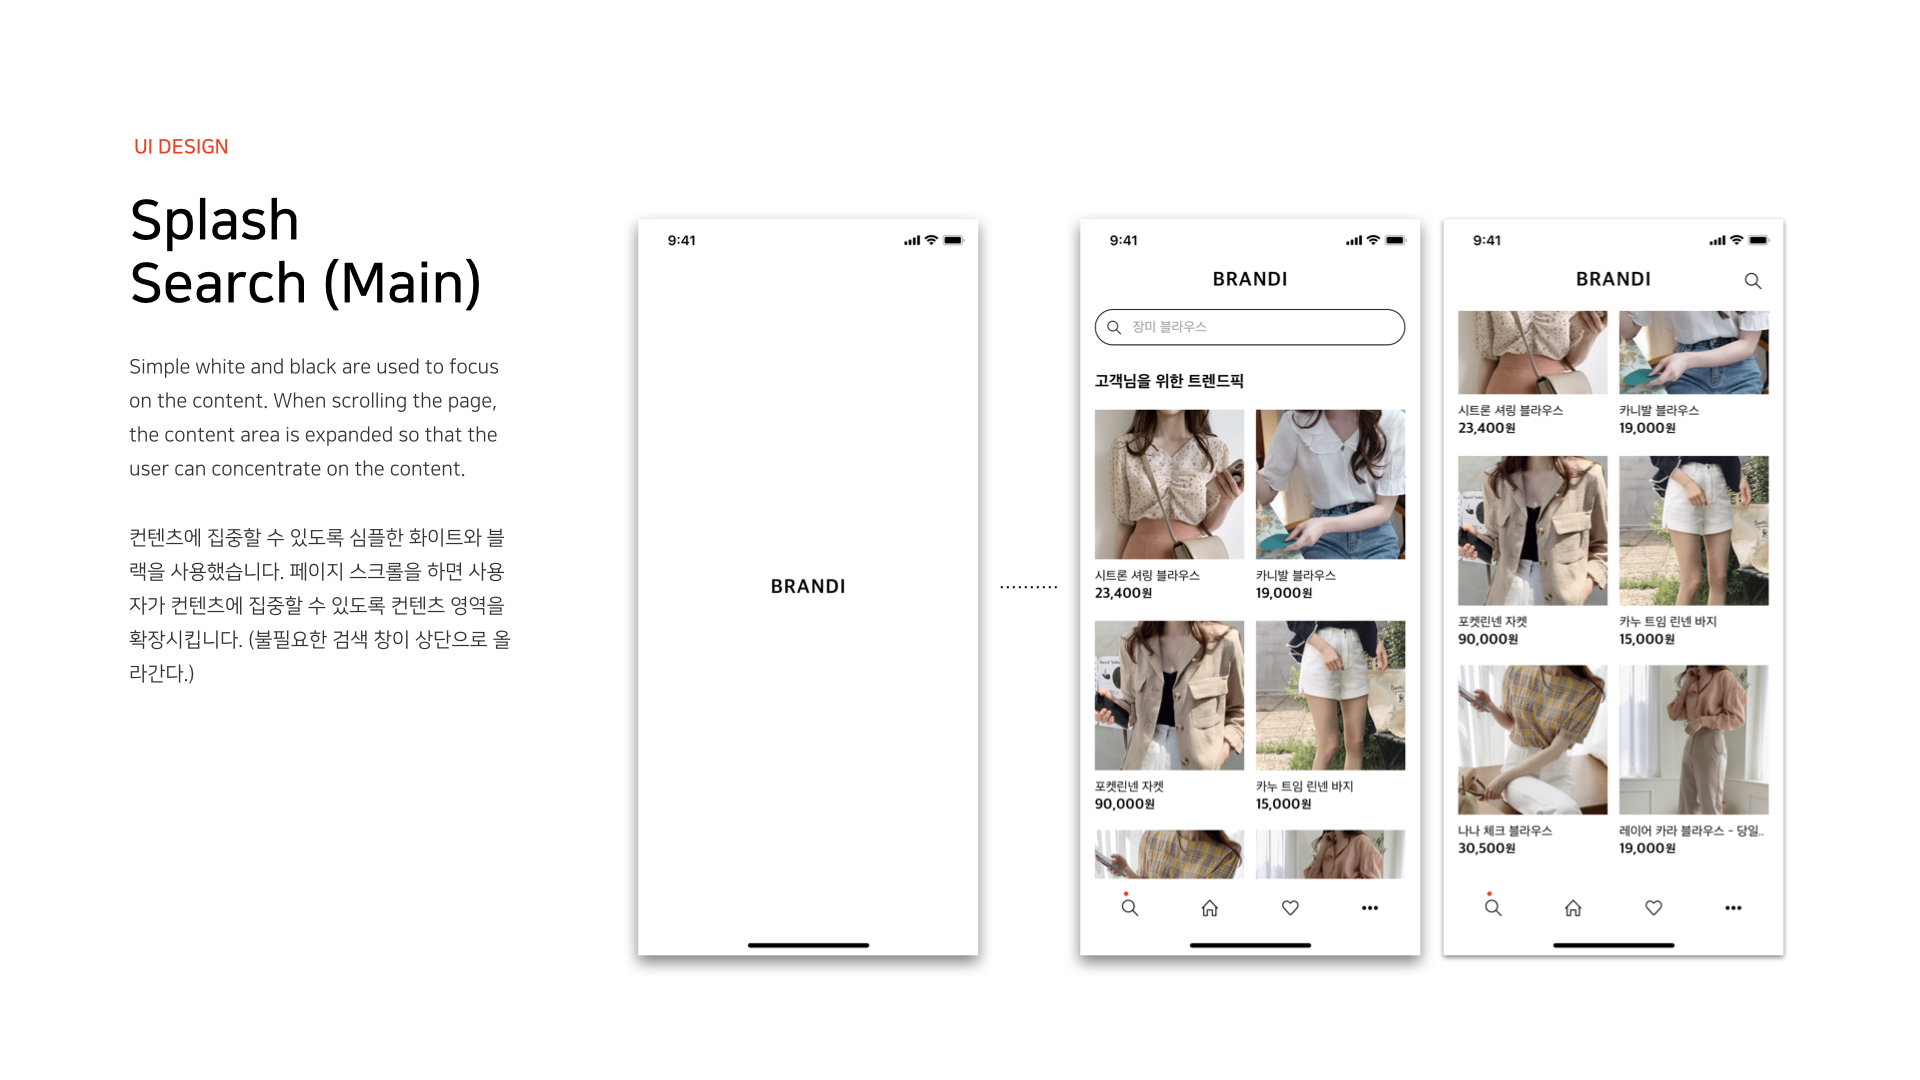 UI DESIGN
Splash
Search (Main)
Simple white and black are used to focus
on the content. When scrolling the page,
the content area is expanded so that the
user can concentrate on the content.
컨텐츠에 집중할 수 있도록 심플한 화이트와 블
랙을 사용했습니다. 페이지 스크롤을 하면 사용
자가 컨텐츠에 집중할 수 있도록 컨텐츠 영역을
확장시킵니다. (불필요한 검색 창이 상단으로 올
라간다.)
9:41
BRANDI
9:41
BRANDI
장미 블라우스
고객님을 위한 트렌드픽
시트론 셔링 블라우스
23,400원
카니발 블라우스
19,000원
포켓린넨 자켓
90,000원
카누 트임 린넨 바지
15,000원
9:41
BRANDI
시트론 셔링 블라우스
23,400원
카니발 블라우스
19,000원
포켓린넨 자켓
90,000원
카누 트임 린넨 바지
15,000원
나나 체크 블라우스
30,500원
레이어 카라 블라우스 - 당일..
19,000원